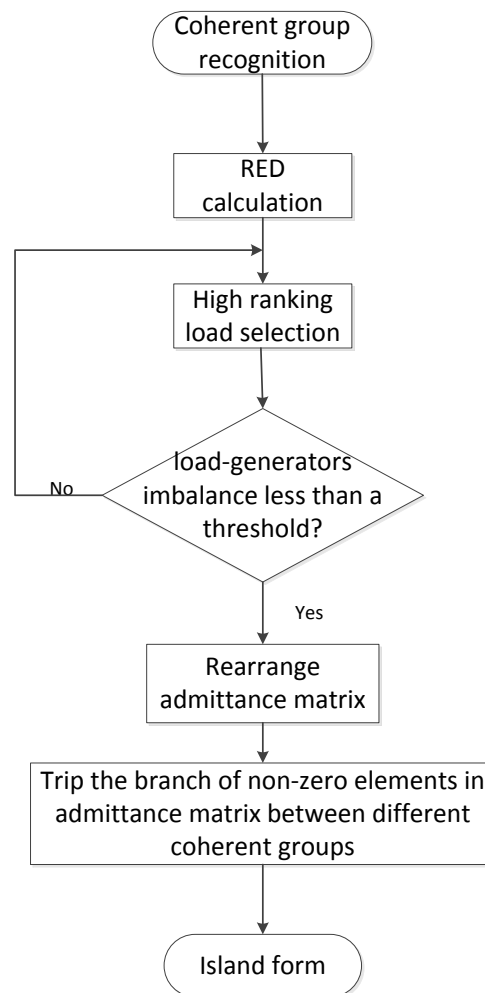 Coherent group
recognition
RED
calculation
High ranking
load selection
load-generators
imbalance less than a
threshold?
No
Yes
Rearrange
admittance matrix
Trip the branch of non-zero elements in
admittance matrix between different
coherent groups
Island form